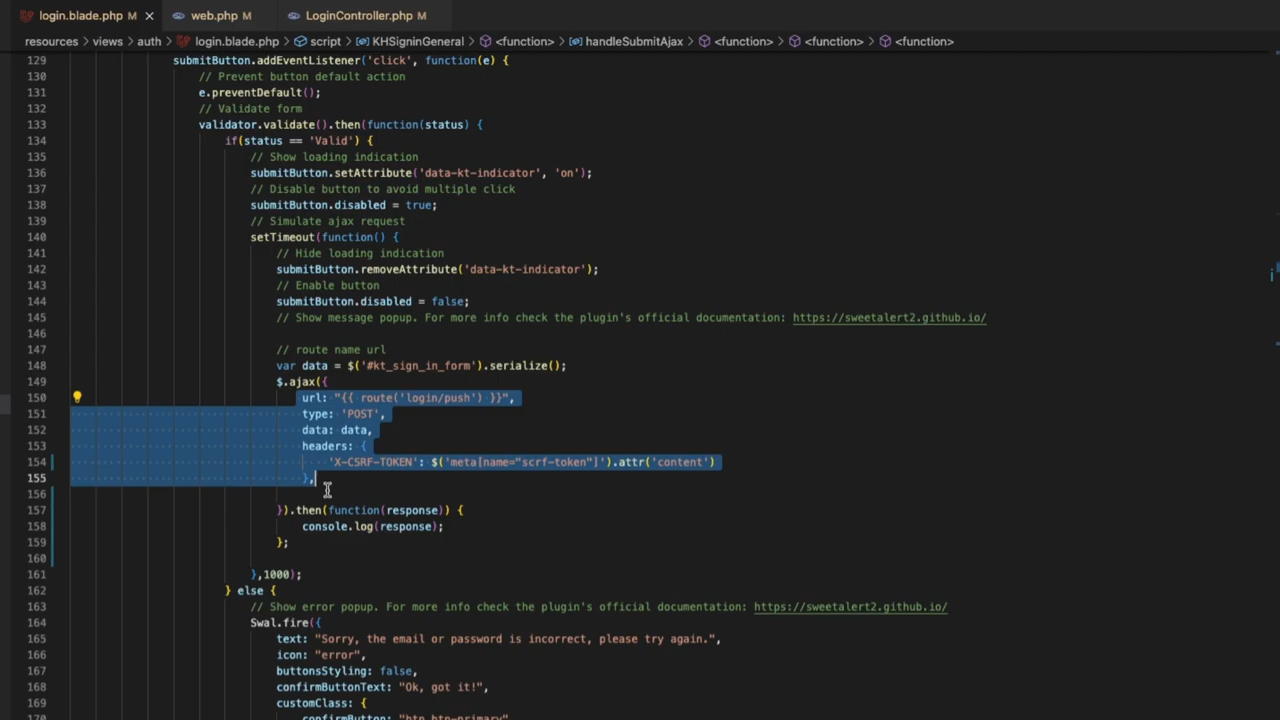 login.blade.php M × web.php M LoginController.php M
resources > views > auth > login.blade.php > script > KHSigninGeneral > <function> > handleSubmitAjax > <function> > <function> > <function>
129 submitButton.addEventListener('click', function(e) {
130 // Prevent button default action
131 e.preventDefault();
132 // Validate form
133 validator.validate().then(function(status) {
134 if(status == 'Valid') {
135 // Show loading indication
136 submitButton.setAttribute('data-kt-indicator', 'on');
137 // Disable button to avoid multiple click
138 submitButton.disabled = true;
139 // Simulate ajax request
140 setTimeout(function() {
141 // Hide loading indication
142 submitButton.removeAttribute('data-kt-indicator');
143 // Enable button
144 submitButton.disabled = false;
145 // Show message popup. For more info check the plugin's official documentation: https://sweetalert2.github.io/
146
147 // route name url
148 var data = $('#kt_sign_in_form').serialize();
149 $.ajax({
150 url: "{{ route('login/push') }}",
151 type: 'POST',
152 data: data,
153 headers: {
154 'X-CSRF-TOKEN': $('meta[name="scrf-token"]').attr('content')
155 },
156
157 }).then(function(response)) {
158 console.log(response);
159 };
160
161 },1000);
162 } else {
163 // Show error popup. For more info check the plugin's official documentation: https://sweetalert2.github.io/
164 Swal.fire({
165 text: "Sorry, the email or password is incorrect, please try again.",
166 icon: "error",
167 buttonsStyling: false,
168 confirmButtonText: "Ok, got it!",
169 customClass: {
170 confirmButton: "btn btn-primary"